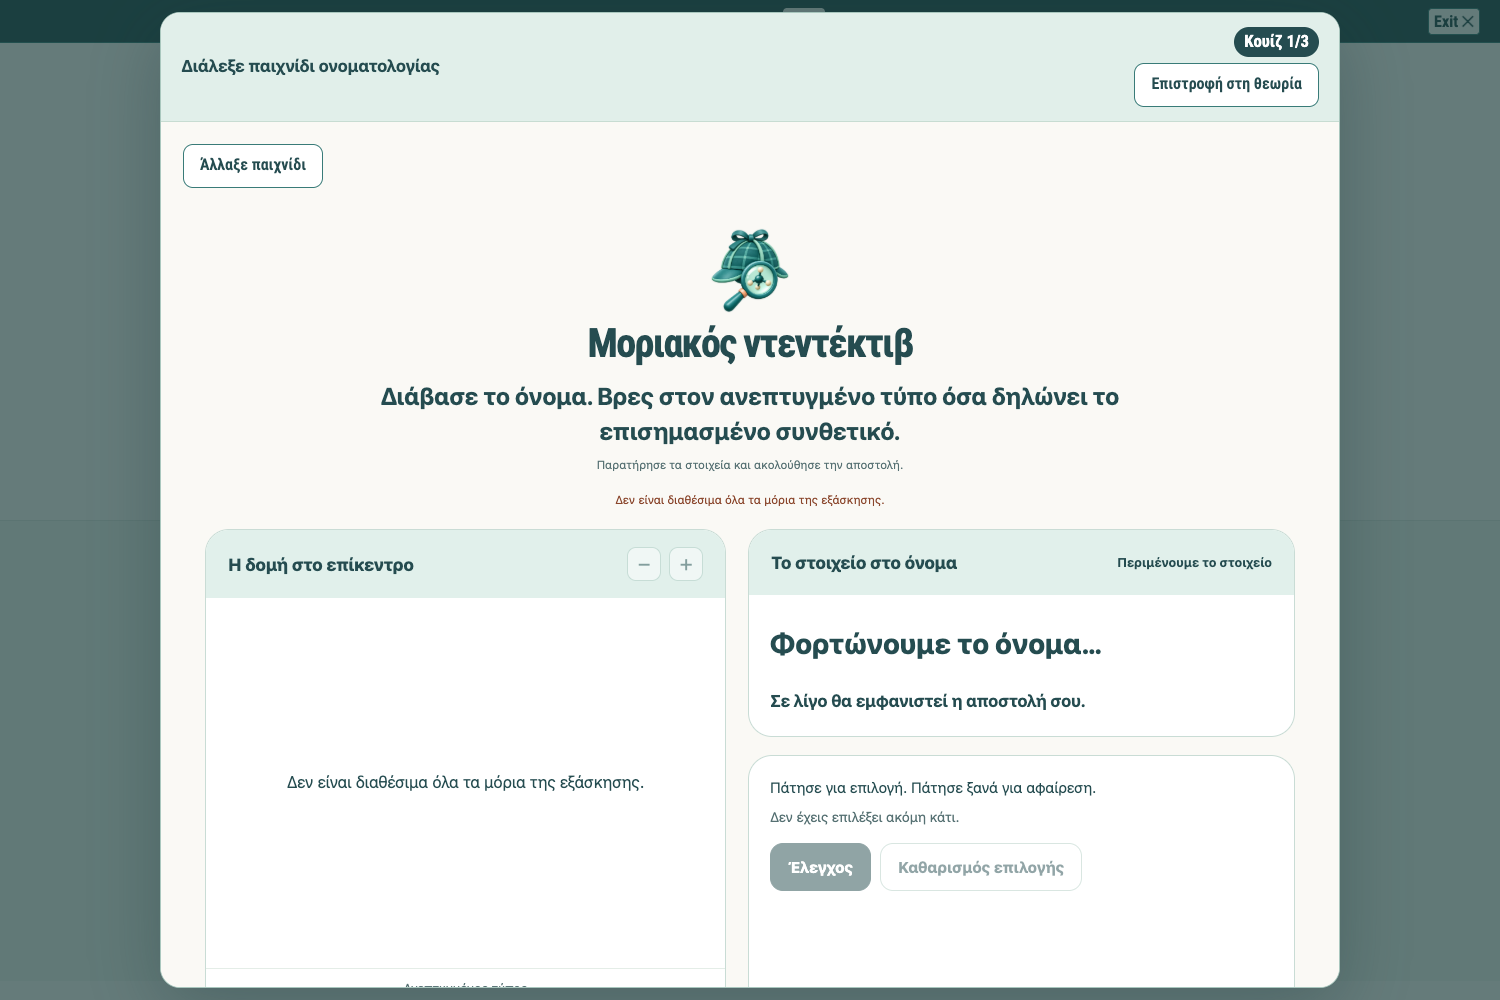 Exit
Διάλεξε παιχνίδι ονοματολογίας
Κουίζ 1/3
Επιστροφή στη θεωρία
Άλλαξε παιχνίδι
Μοριακός ντεντέκτιβ
Διάβασε το όνομα. Βρες στον ανεπτυγμένο τύπο όσα δηλώνει το
επισημασμένο συνθετικό.
Παρατήρησε τα στοιχεία και ακολούθησε την αποστολή.
Δεν είναι διαθέσιμα όλα τα μόρια της εξάσκησης.
Η δομή στο επίκεντρο
Δεν είναι διαθέσιμα όλα τα μόρια της εξάσκησης.
Το στοιχείο στο όνομα
Περιμένουμε το στοιχείο
Φορτώνουμε το όνομα...
Σε λίγο θα εμφανιστεί η αποστολή σου.
Πάτησε για επιλογή. Πάτησε ξανά για αφαίρεση.
Δεν έχεις επιλέξει ακόμη κάτι.
Έλεγχος
Καθαρισμός επιλογής